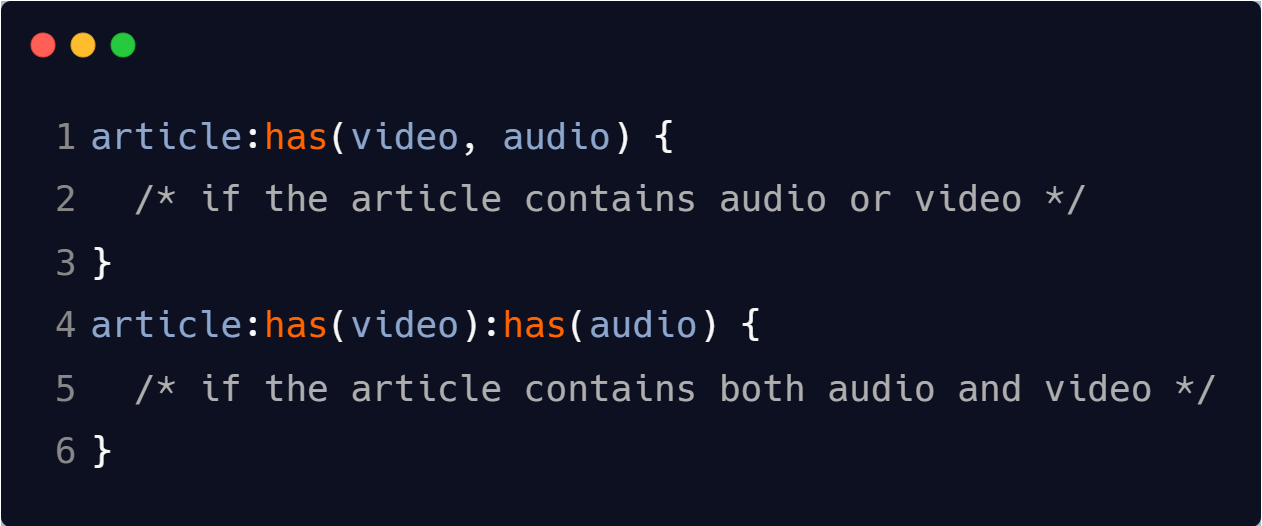 1 article:has(video, audio) {
2   /* if the article contains audio or video */
3 }
4 article:has(video):has(audio) {
5   /* if the article contains both audio and video */
6 }